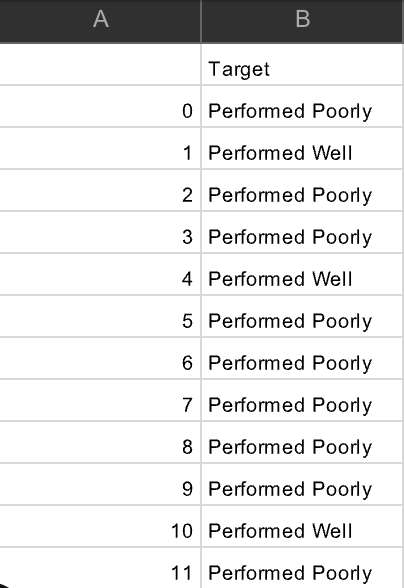 A B
Target
0 Performed Poorly
1 Performed Well
2 Performed Poorly
3 Performed Poorly
4 Performed Well
5 Performed Poorly
6 Performed Poorly
7 Performed Poorly
8 Performed Poorly
9 Performed Poorly
10 Performed Well
11 Performed Poorly